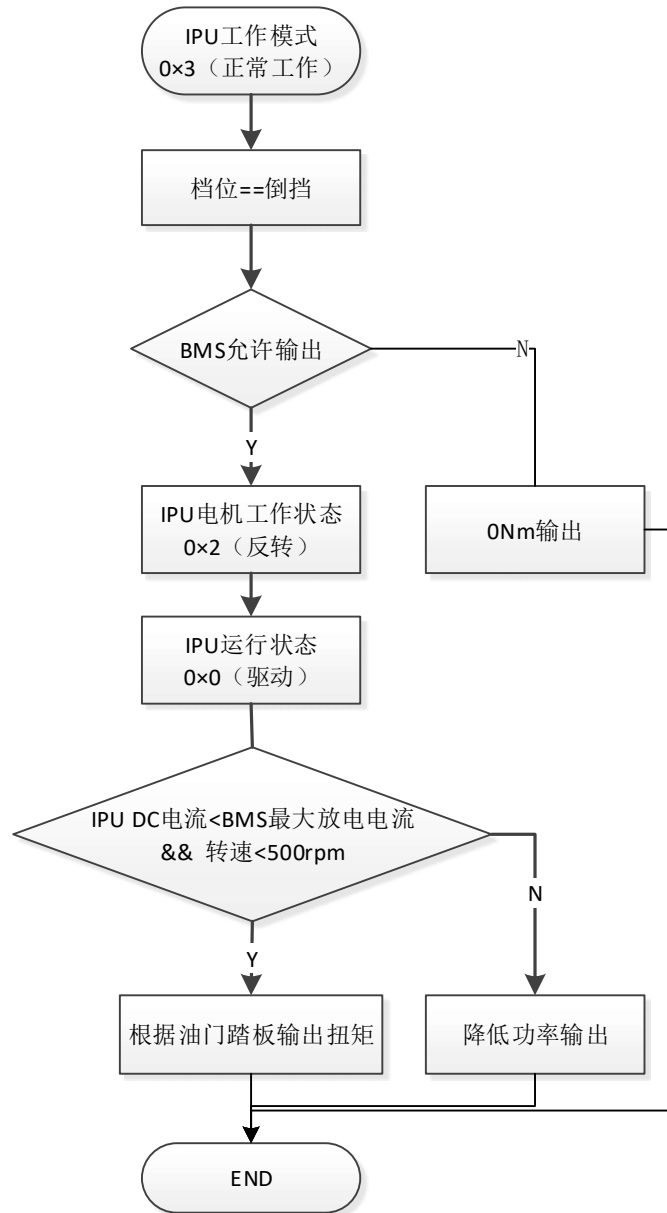 IPU工作模式
0×3（正常工作）
档位==倒挡
BMS允许输出
N
Y
IPU电机工作状态
0×2（反转）
0Nm输出
IPU运行状态
0×0（驱动）
IPU DC电流<BMS最大放电电流
&& 转速<500rpm
N
Y
根据油门踏板输出扭矩
降低功率输出
END